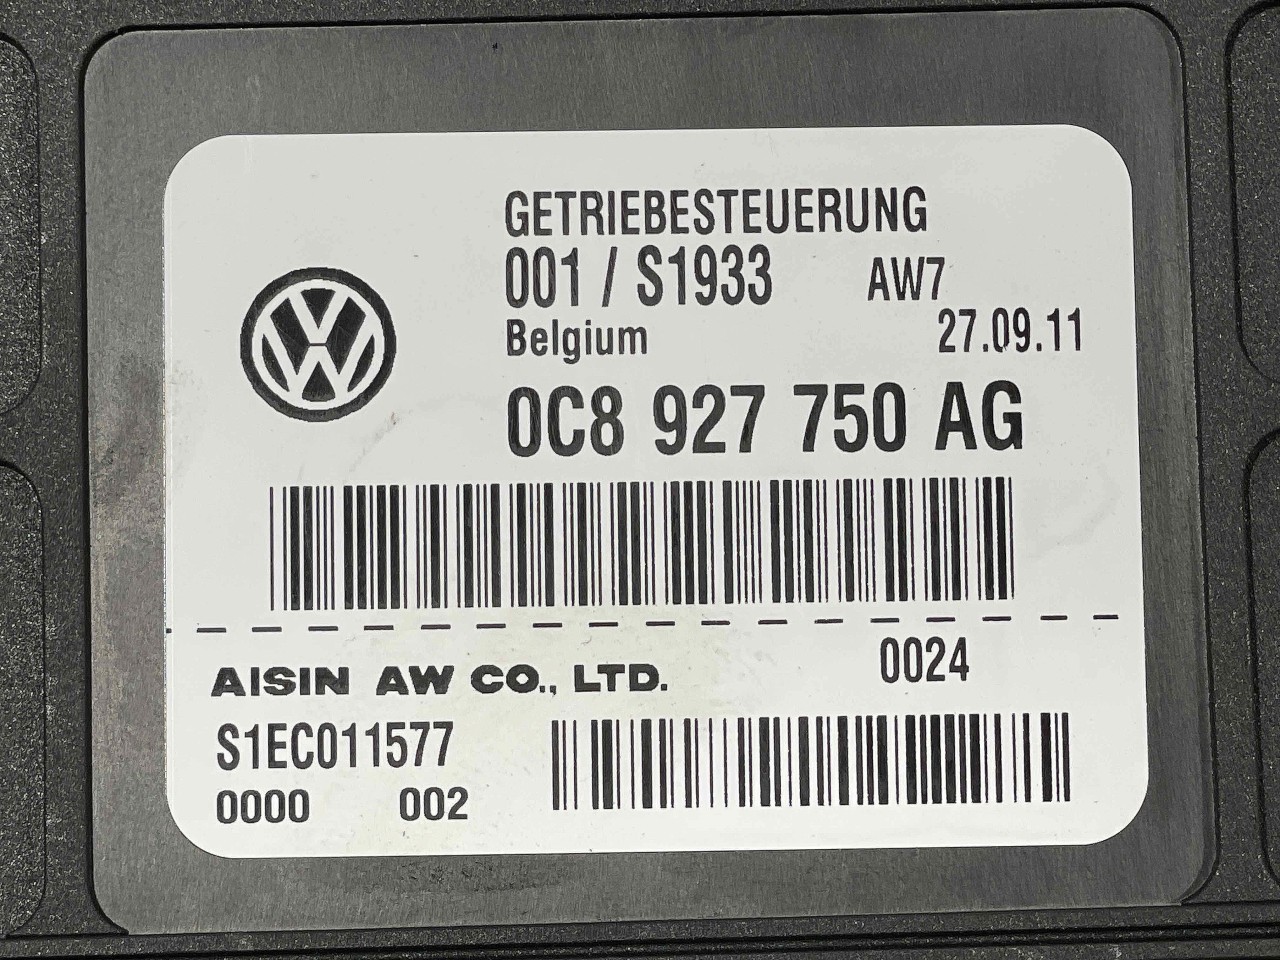 GETRIEBESTEUERUNG
001 / S1933 AW7
Belgium 27.09.11
0C8 927 750 AG
AISIN AW CO., LTD. 0024
S1EC011577
0000 002